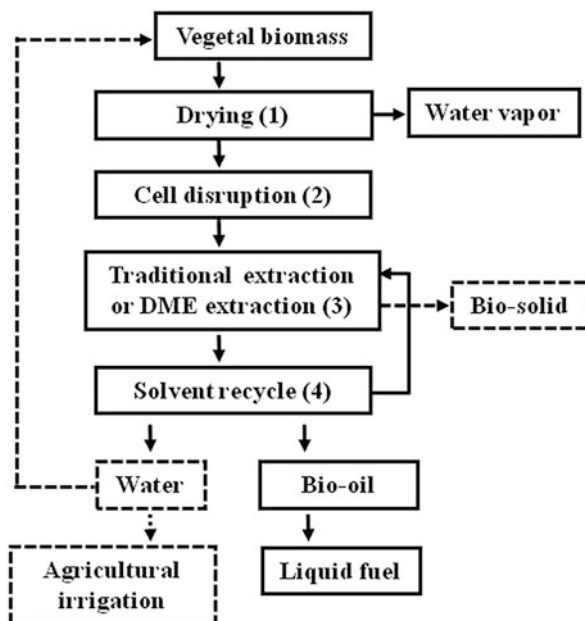 Vegetal biomass
Drying (1)
Water vapor
Cell disruption (2)
Traditional extraction
or DME extraction (3)
Bio-solid
Solvent recycle (4)
Water
Bio-oil
Agricultural
irrigation
Liquid fuel